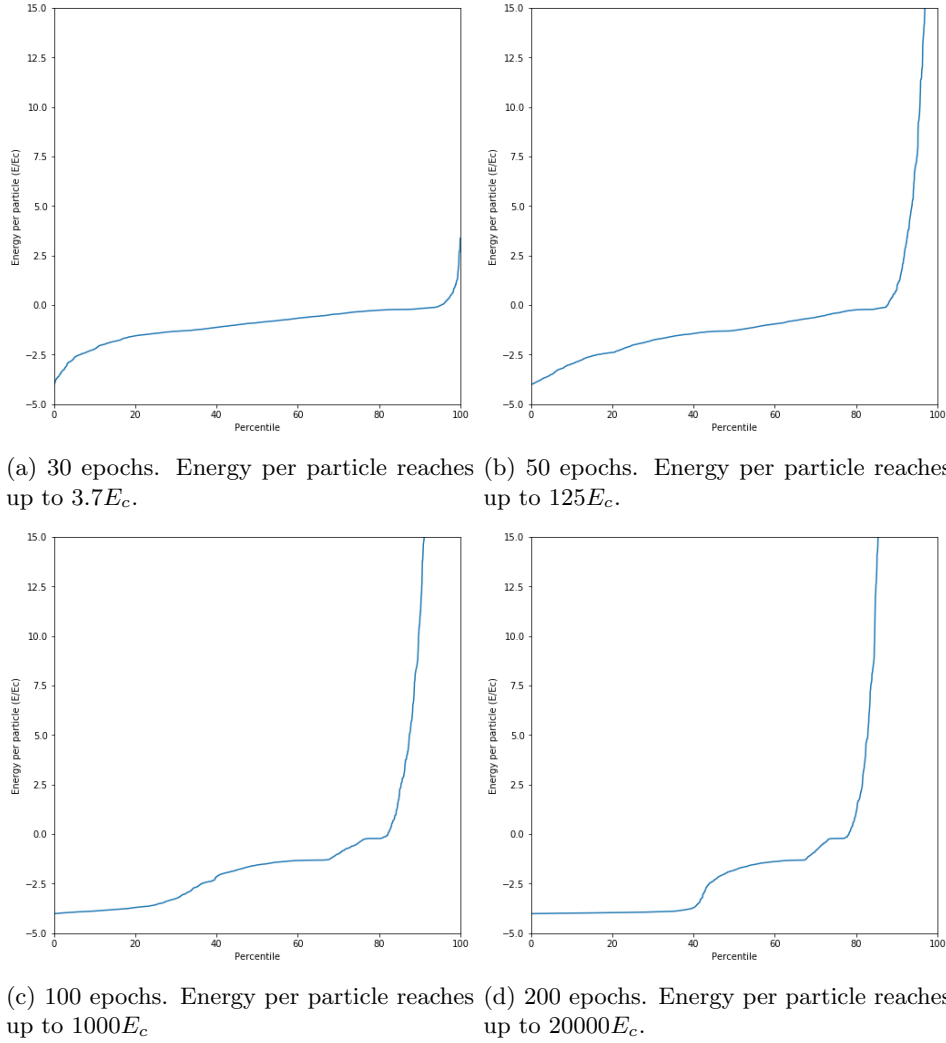 15.0
12.5
10.0
7.5
5.0
2.5
0.0
−2.5
−5.0
Energy per particle (E/Ec)
0 20 40 60 80 100
Percentile
15.0
12.5
10.0
7.5
5.0
2.5
0.0
−2.5
−5.0
Energy per particle (E/Ec)
0 20 40 60 80 100
Percentile
(a) 30 epochs. Energy per particle reaches
up to 3.7E_c.
(b) 50 epochs. Energy per particle reaches
up to 125E_c.
15.0
12.5
10.0
7.5
5.0
2.5
0.0
−2.5
−5.0
Energy per particle (E/Ec)
0 20 40 60 80 100
Percentile
15.0
12.5
10.0
7.5
5.0
2.5
0.0
−2.5
−5.0
Energy per particle (E/Ec)
0 20 40 60 80 100
Percentile
(c) 100 epochs. Energy per particle reaches
up to 1000E_c
(d) 200 epochs. Energy per particle reaches
up to 20000E_c.